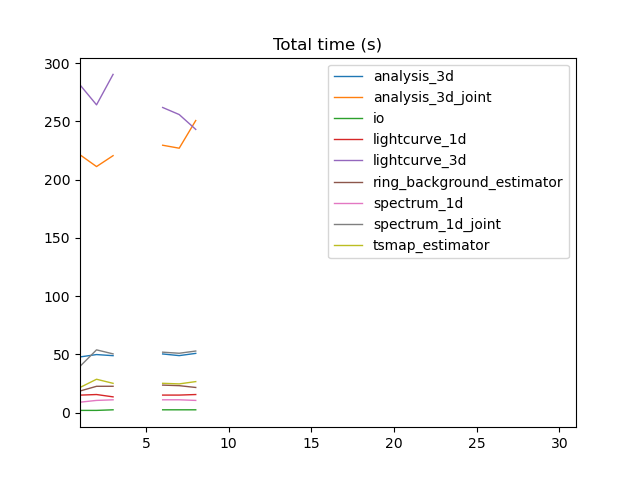 Total time (s)
300
250
200
150
100
50
0
analysis_3d
analysis_3d_joint
io
lightcurve_1d
lightcurve_3d
ring_background_estimator
spectrum_1d
spectrum_1d_joint
tsmap_estimator
5 10 15 20 25 30